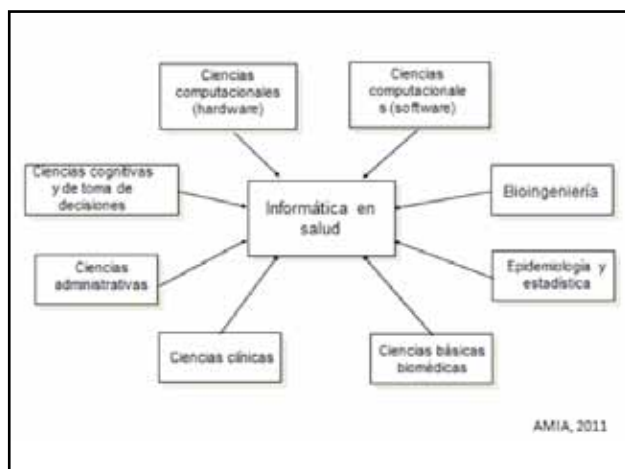 Ciencias
computacionales
(hardware)
Ciencias
computacionale
s (software)
Ciencias cognitivas
y de toma de
decisiones
Informática en
salud
Bioingeniería
Ciencias
administrativas
Epidemiología y
estadística
Ciencias clínicas
Ciencias básicas
biomédicas
AMIA, 2011